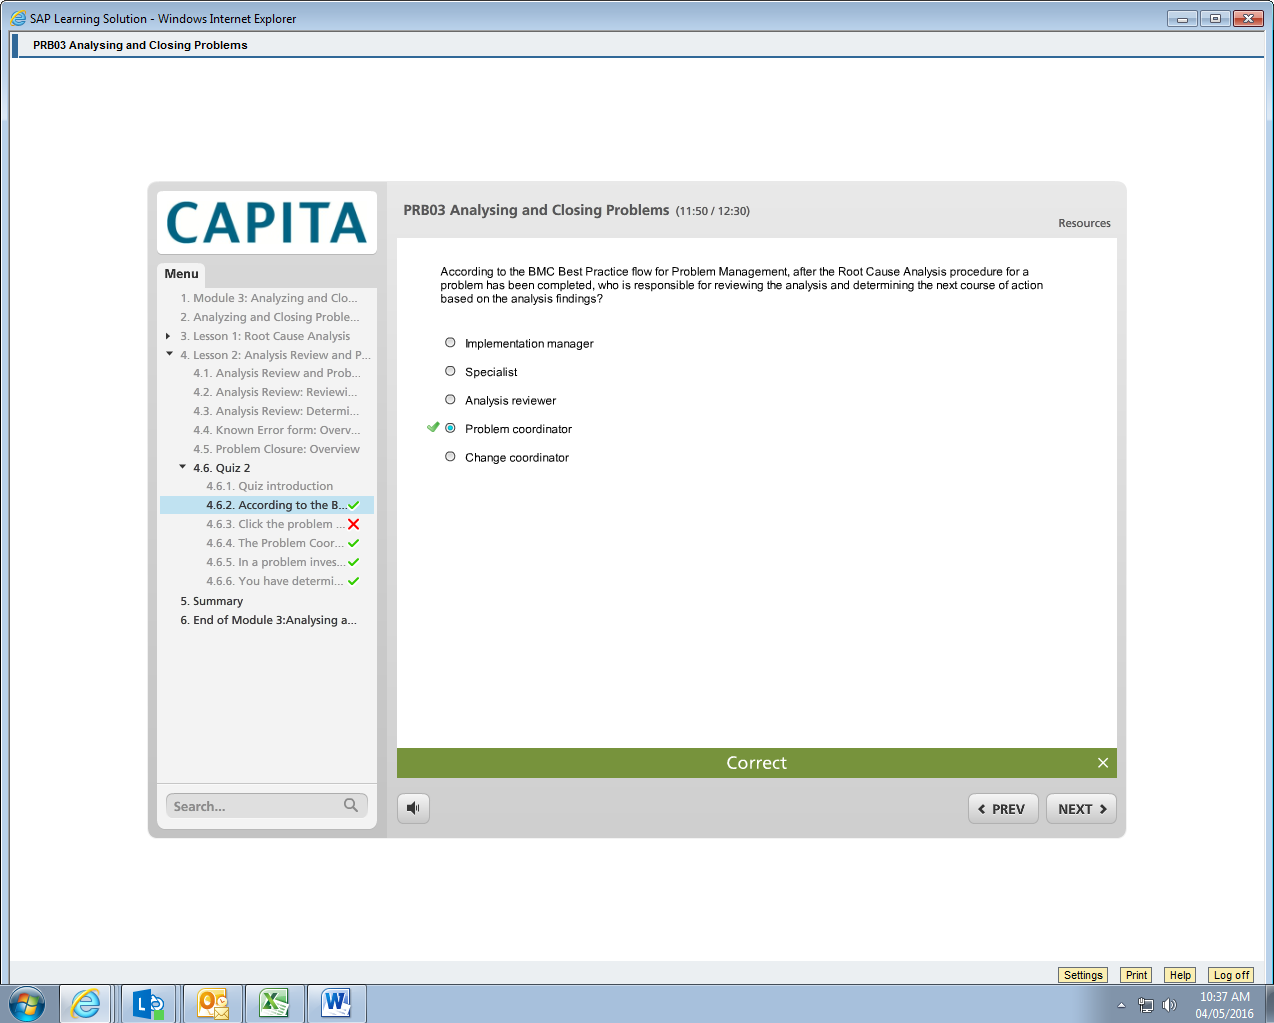 SAP Learning Solution - Windows Internet Explorer
PRB03 Analysing and Closing Problems
CAPITA
PRB03 Analysing and Closing Problems (11:50 / 12:30)
Resources
Menu
1. Module 3: Analyzing and Clo...
2. Analyzing and Closing Proble...
3. Lesson 1: Root Cause Analysis
4. Lesson 2: Analysis Review and P...
4.1. Analysis Review and Prob...
4.2. Analysis Review: Reviewi...
4.3. Analysis Review: Determi...
4.4. Known Error form: Overv...
4.5. Problem Closure: Overview
4.6. Quiz 2
4.6.1. Quiz introduction
4.6.2. According to the B...
4.6.3. Click the problem ...
4.6.4. The Problem Coor...
4.6.5. In a problem inves...
4.6.6. You have determi...
5. Summary
6. End of Module 3:Analysing a...
Search...
According to the BMC Best Practice flow for Problem Management, after the Root Cause Analysis procedure for a
problem has been completed, who is responsible for reviewing the analysis and determining the next course of action
based on the analysis findings?
Implementation manager
Specialist
Analysis reviewer
Problem coordinator
Change coordinator
Correct
PREV
NEXT
Settings
Print
Help
Log off
10:37 AM
04/05/2016